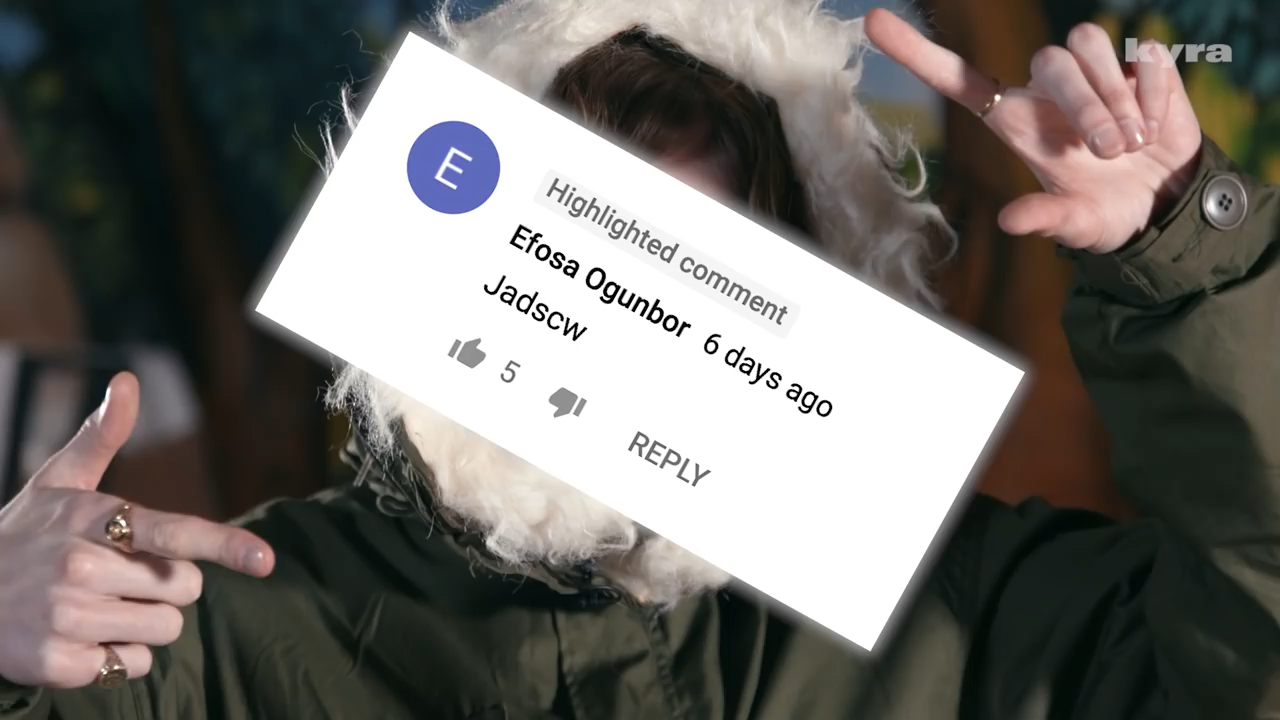 kyra
E
Highlighted comment
Efosa Ogunbor 6 days ago
Jadscw
5
REPLY